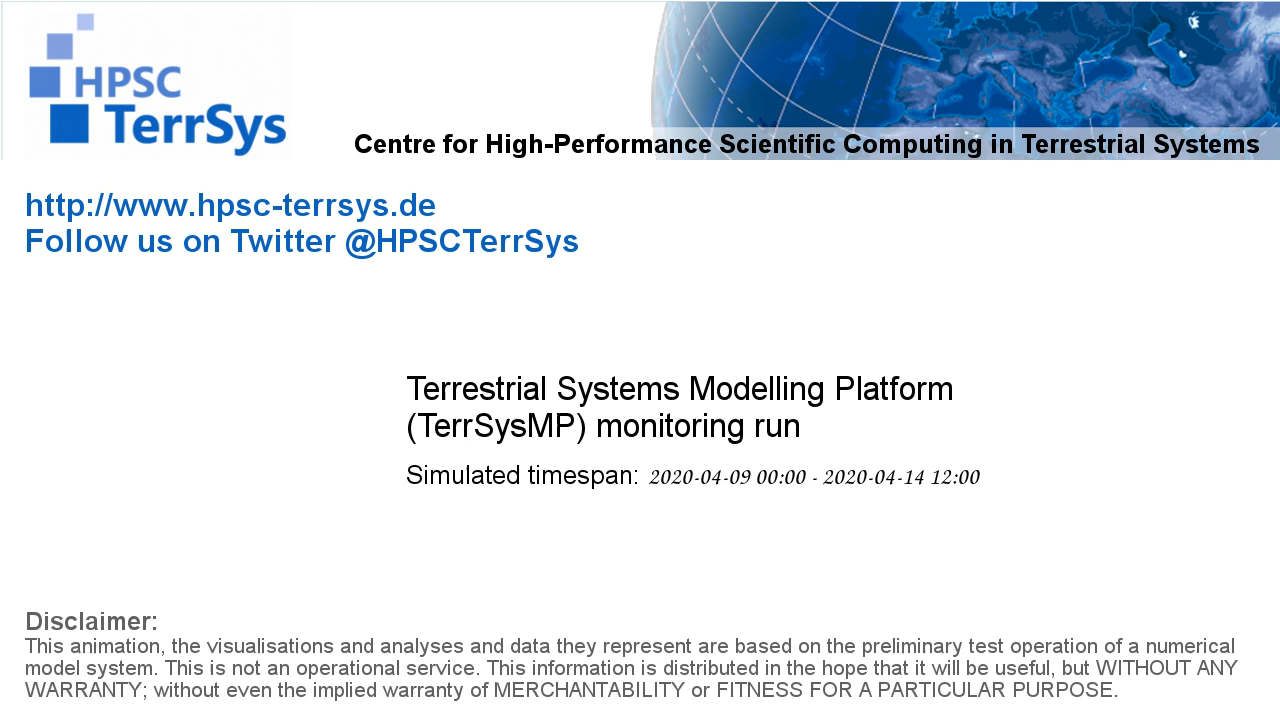 HPSC
TerrSys
Centre for High-Performance Scientific Computing in Terrestrial Systems
http://www.hpsc-terrsys.de
Follow us on Twitter @HPSCTerrSys
Terrestrial Systems Modelling Platform
(TerrSysMP) monitoring run
Simulated timespan: 2020-04-09 00:00 - 2020-04-14 12:00
Disclaimer:
This animation, the visualisations and analyses and data they represent are based on the preliminary test operation of a numerical
model system. This is not an operational service. This information is distributed in the hope that it will be useful, but WITHOUT ANY
WARRANTY; without even the implied warranty of MERCHANTABILITY or FITNESS FOR A PARTICULAR PURPOSE.